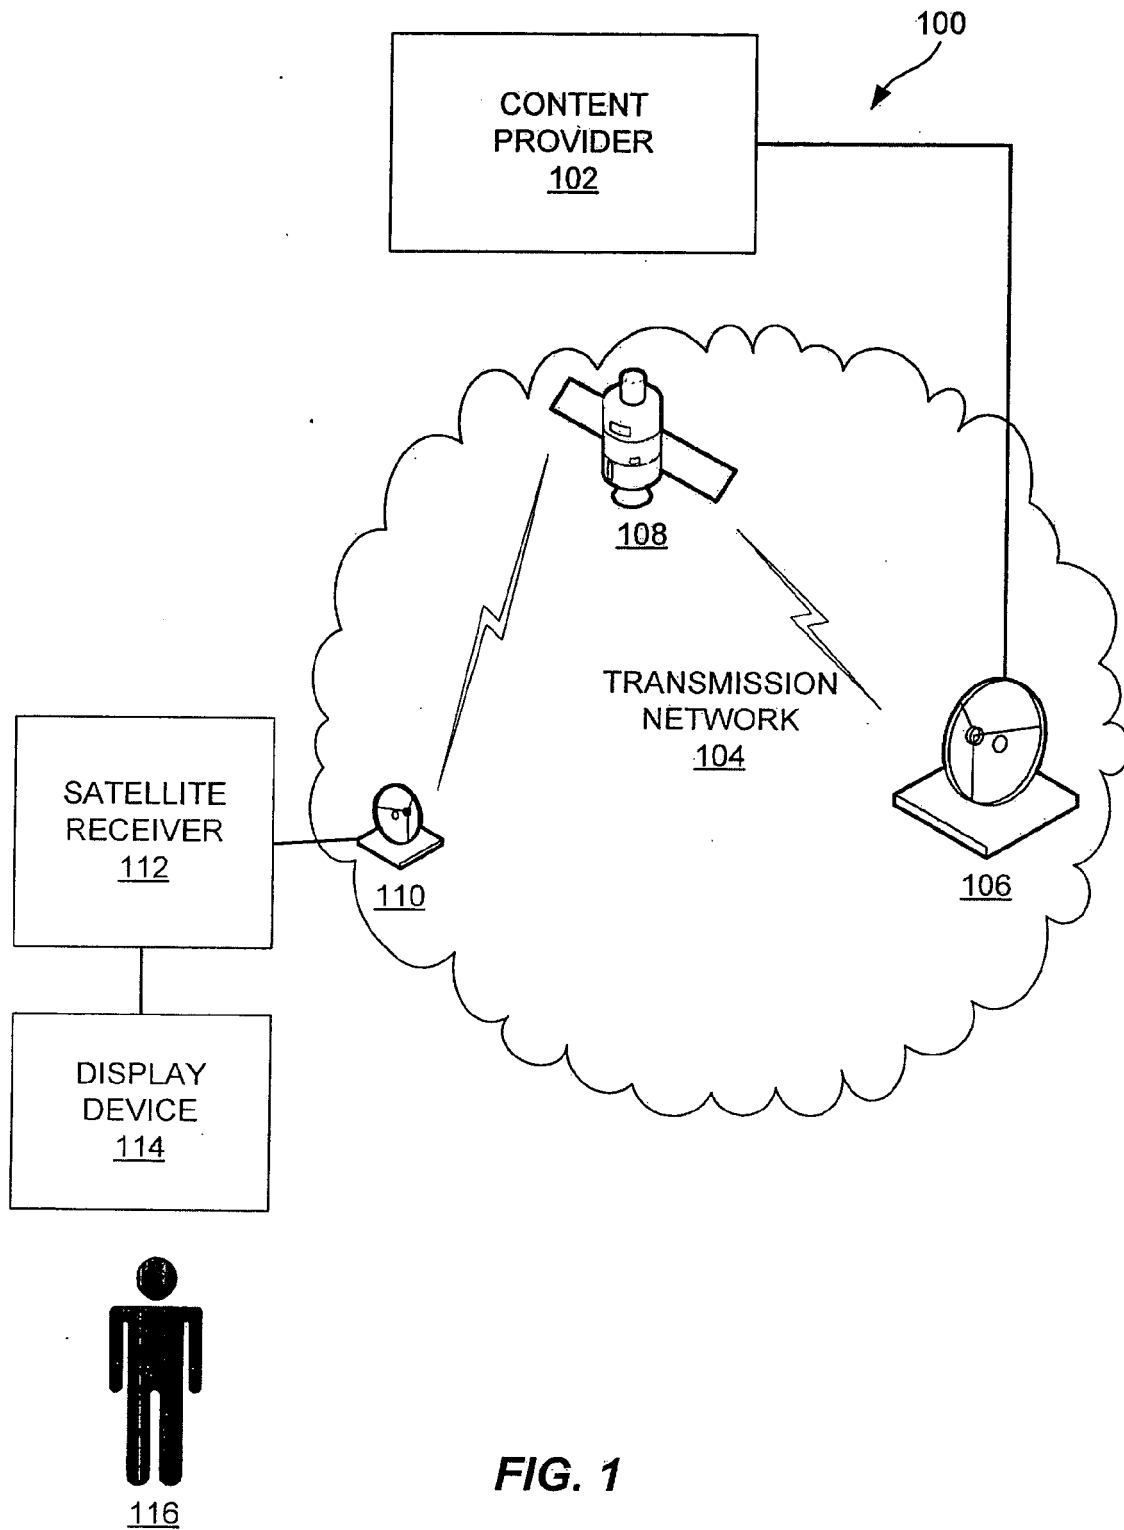 100
CONTENT
PROVIDER
102
108
TRANSMISSION
NETWORK
104
106
SATELLITE
RECEIVER
112
110
DISPLAY
DEVICE
114
116
FIG. 1